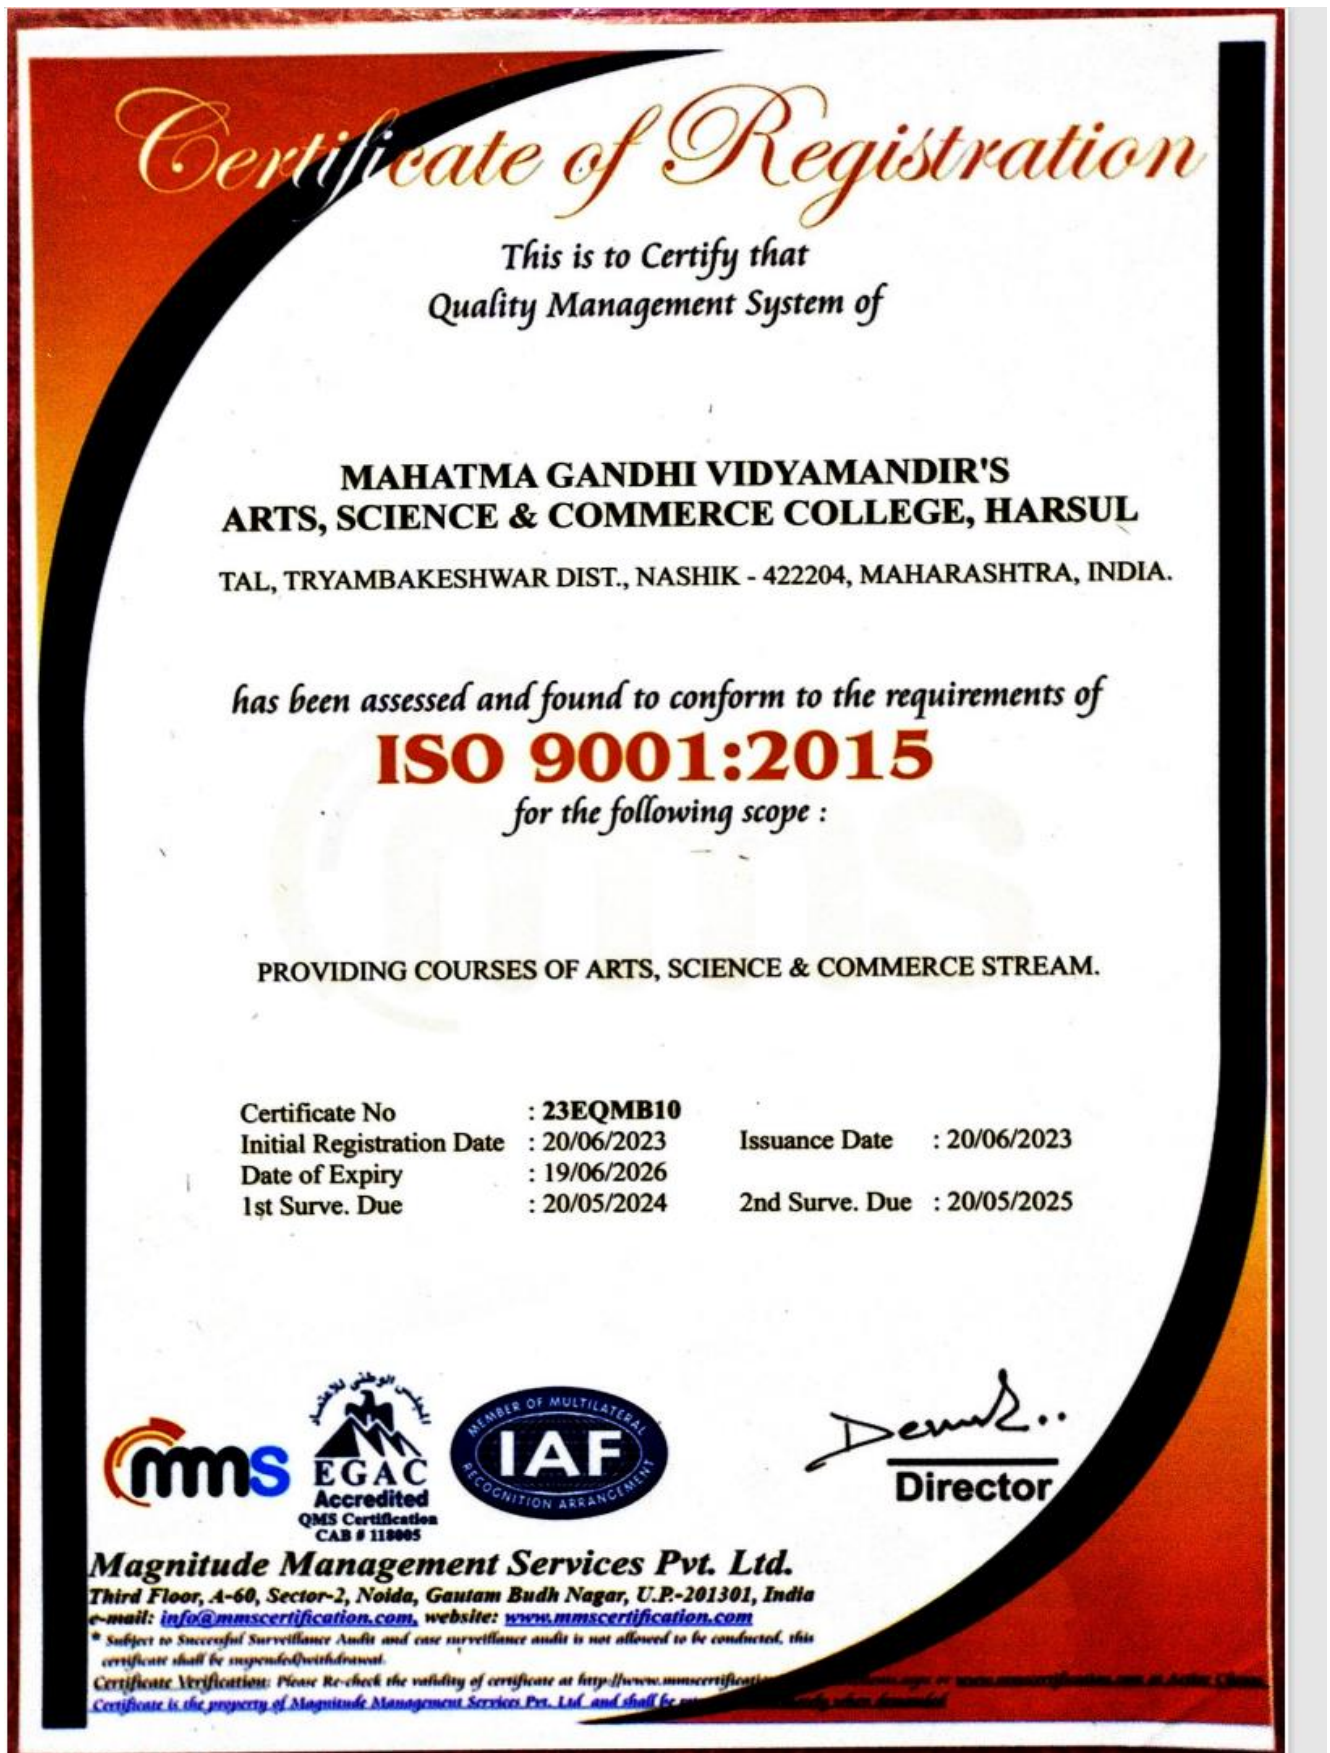 Certificate of Registration
This is to Certify that
Quality Management System of
MAHATMA GANDHI VIDYAMANDIR'S
ARTS, SCIENCE & COMMERCE COLLEGE, HARSUL
TAL, TRYAMBAKESHWAR DIST., NASHIK - 422204, MAHARASHTRA, INDIA.
has been assessed and found to conform to the requirements of
ISO 9001:2015
for the following scope :
mms
PROVIDING COURSES OF ARTS, SCIENCE & COMMERCE STREAM.
Certificate No : 23EQMB10
Initial Registration Date : 20/06/2023 Issuance Date : 20/06/2023
Date of Expiry : 19/06/2026
1st Surve. Due : 20/05/2024 2nd Surve. Due : 20/05/2025
mms
المجلس الوطني للاعتماد
EGAC
Accredited
QMS Certification
CAB # 118005
MEMBER OF MULTILATERAL
IAF
RECOGNITION ARRANGEMENT
Director
Magnitude Management Services Pvt. Ltd.
Third Floor, A-60, Sector-2, Noida, Gautam Budh Nagar, U.P.-201301, India
e-mail: info@mmscertification.com, website: www.mmscertification.com
* Subject to Successful Surveillance Audit and case surveillance audit is not allowed to be conducted, this
certificate shall be suspended/withdrawal.
Certificate Verification: Please Re-check the validity of certificate at http://www.mmscertification
Certificate is the property of Magnitude Management Services Pvt. Ltd. and shall be